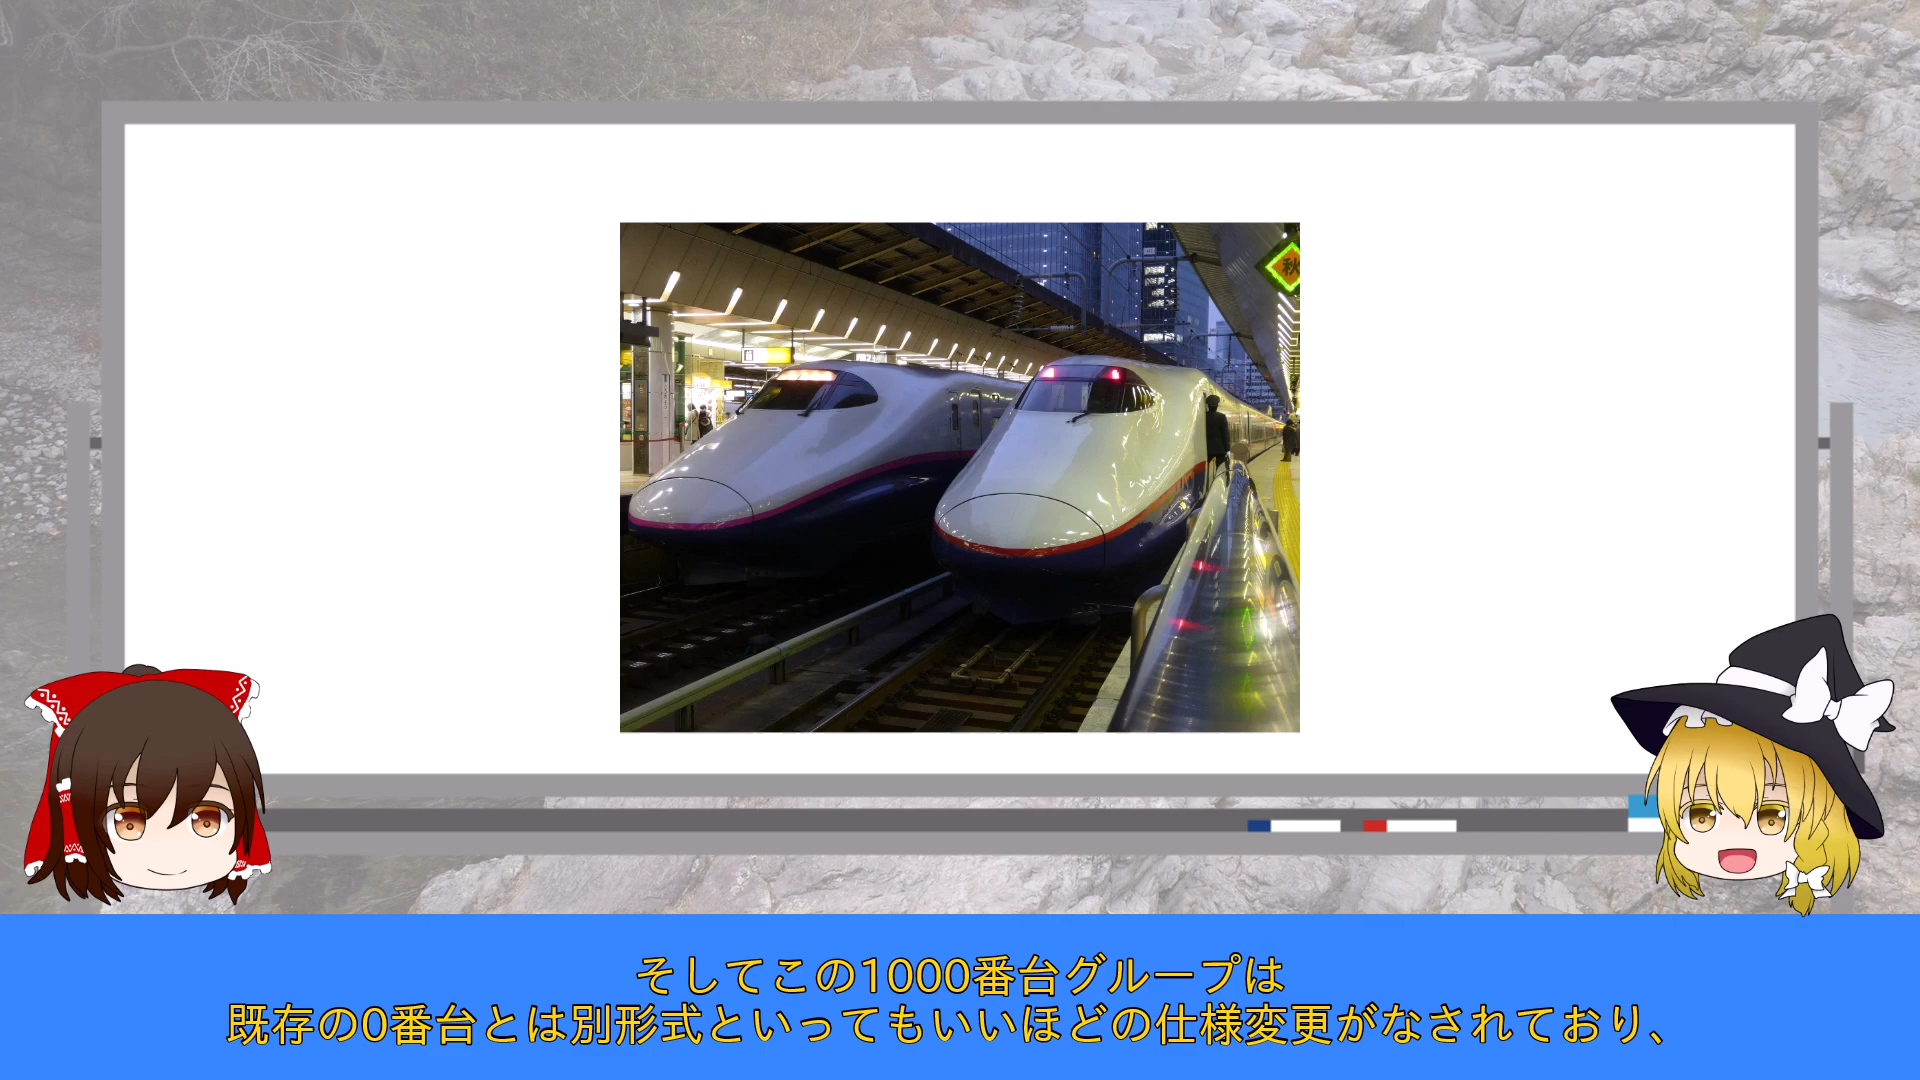 秋
そしてこの1000番台グループは
既存の0番台とは別形式といってもいいほどの仕様変更がなされており、